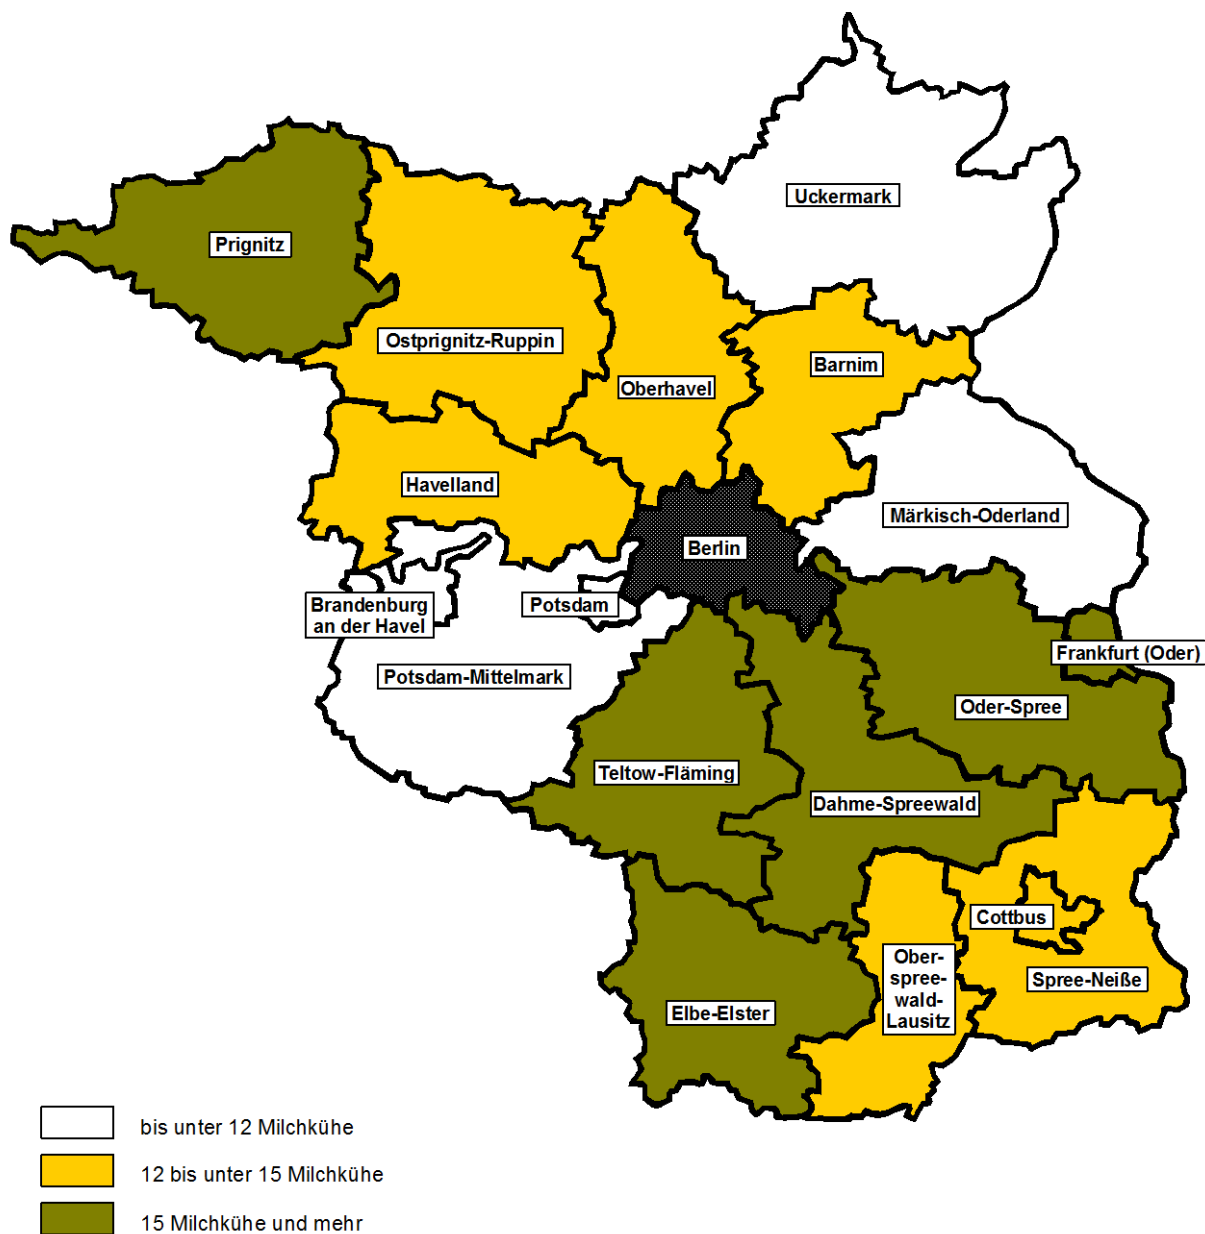 Uckermark
Prignitz
Ostprignitz-Ruppin
Barnim
Oberhavel
Havelland
Märkisch-Oderland
Berlin
Brandenburg
an der Havel
Potsdam
Frankfurt (Oder)
Potsdam-Mittelmark
Oder-Spree
Teltow-Fläming
Dahme-Spreewald
Cottbus
Ober-
spree-
wald-
Lausitz
Spree-Neiße
Elbe-Elster
bis unter 12 Milchkühe
12 bis unter 15 Milchkühe
15 Milchkühe und mehr